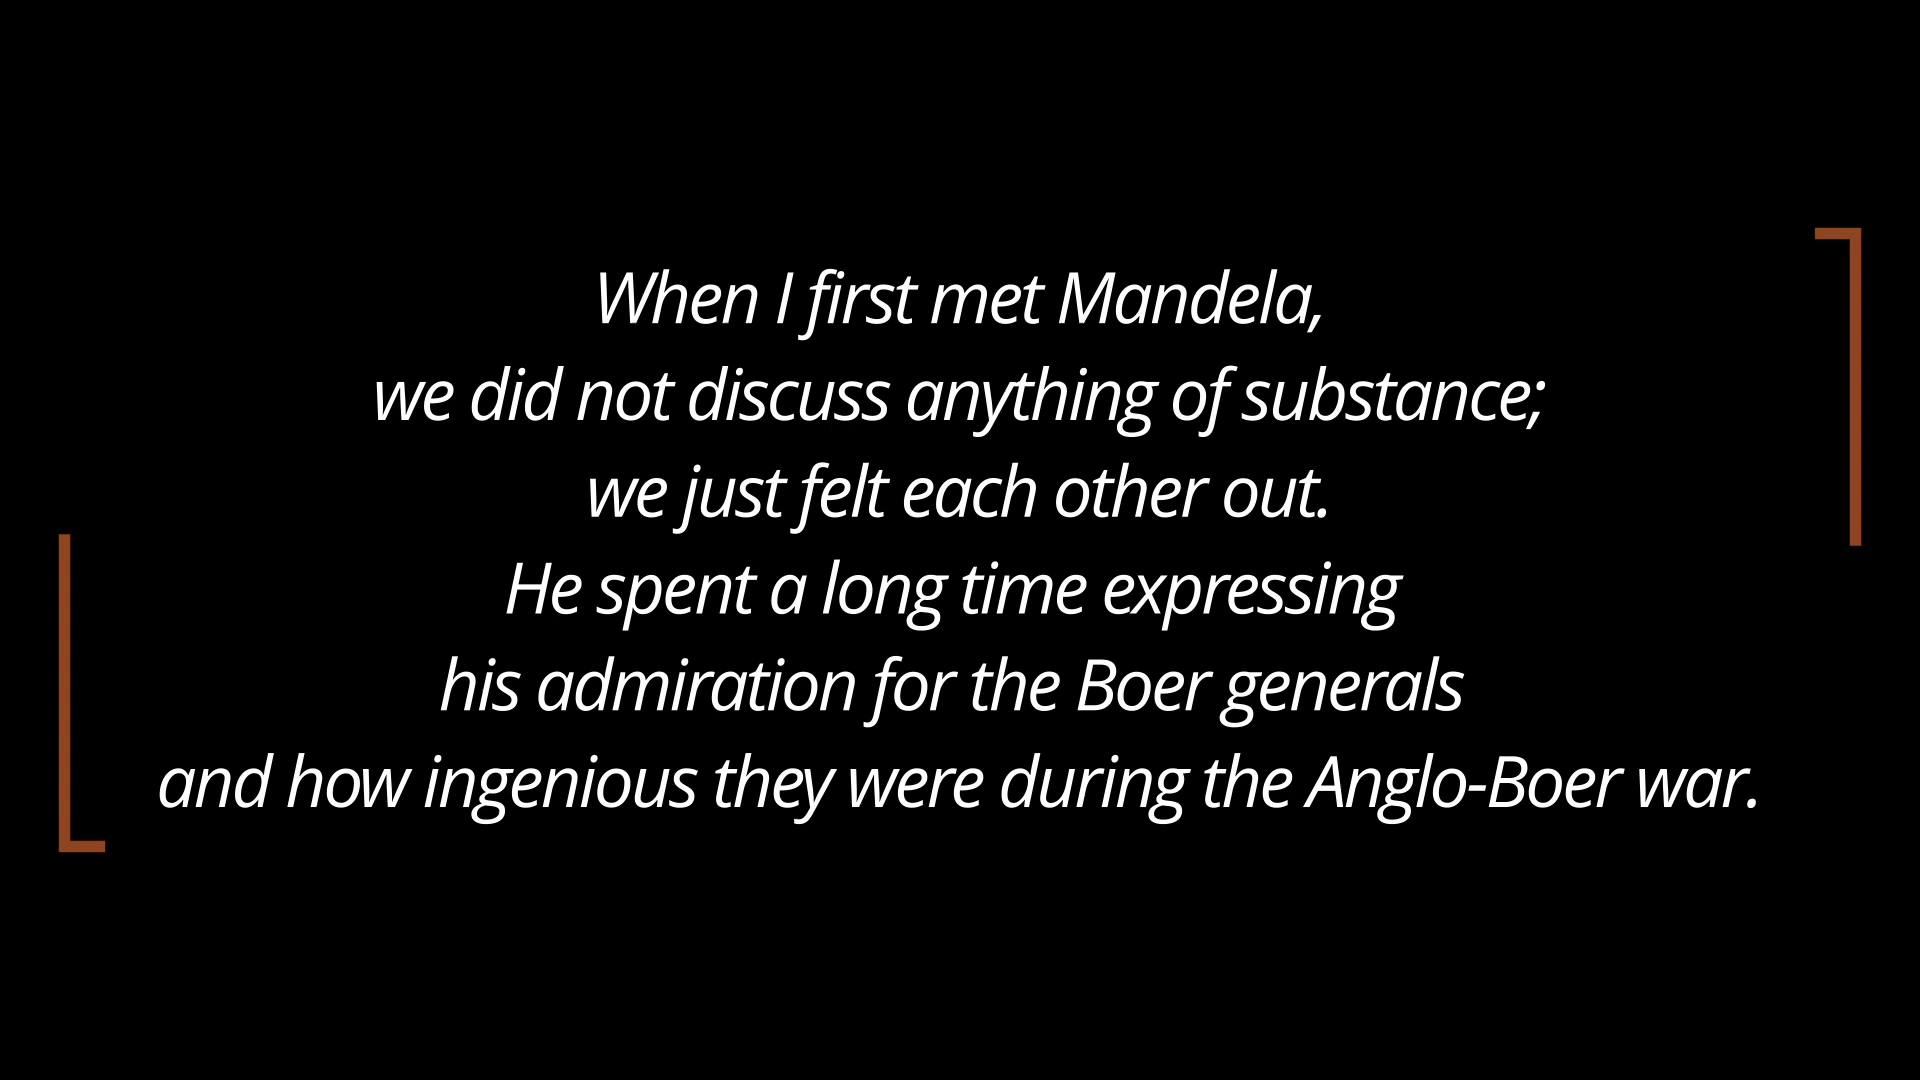 When I first met Mandela,
we did not discuss anything of substance;
we just felt each other out.
He spent a long time expressing
his admiration for the Boer generals
and how ingenious they were during the Anglo-Boer war.